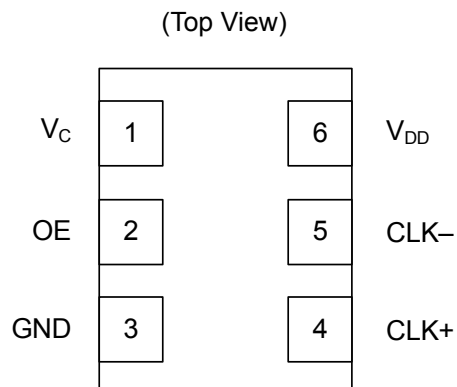 (Top View)
V_C 1 6 V_DD
OE 2 5 CLK–
GND 3 4 CLK+